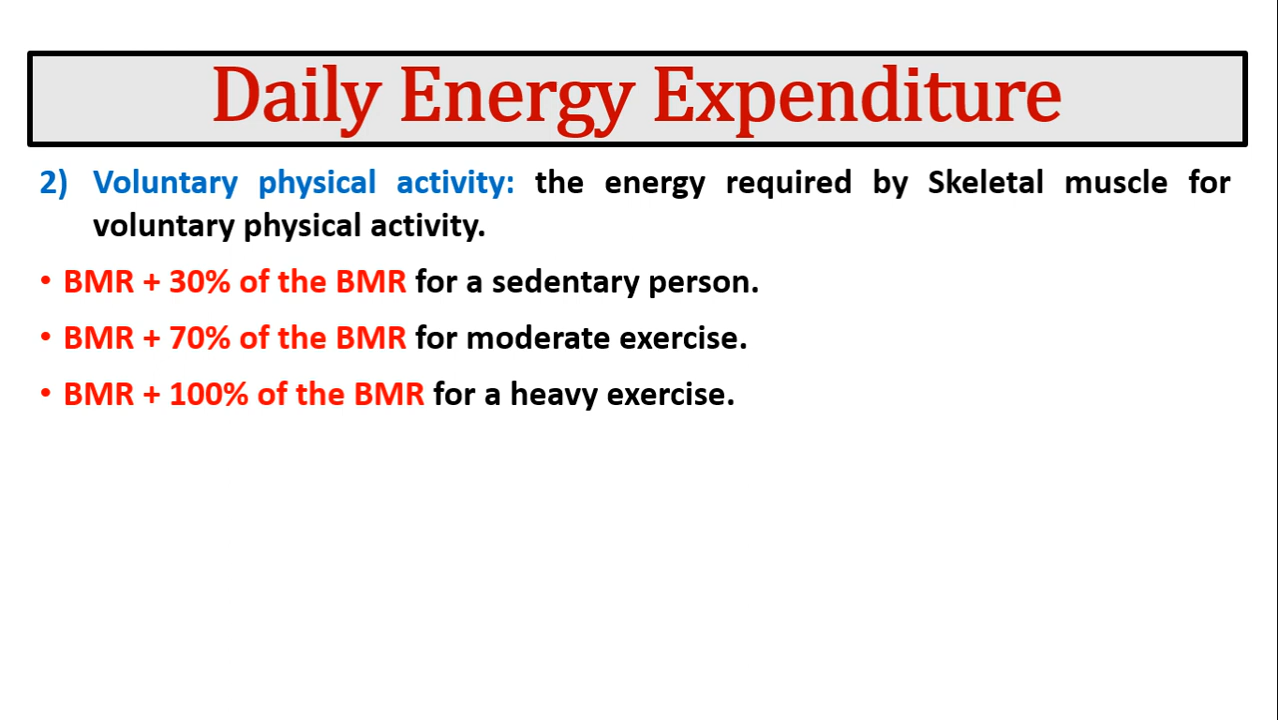 Daily Energy Expenditure
2) Voluntary physical activity: the energy required by Skeletal muscle for
voluntary physical activity.
• BMR + 30% of the BMR for a sedentary person.
• BMR + 70% of the BMR for moderate exercise.
• BMR + 100% of the BMR for a heavy exercise.